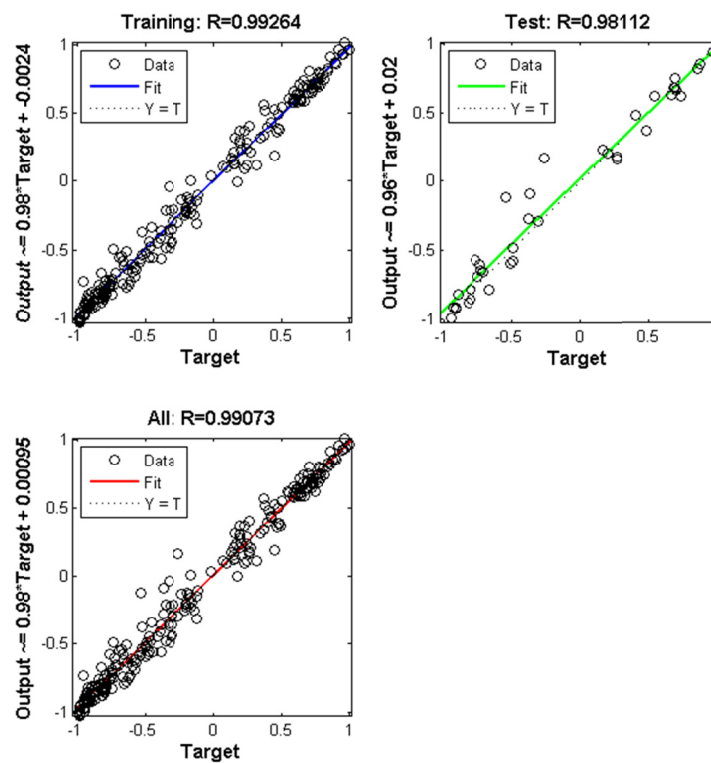 Training: R=0.99264
Output ~= 0.98*Target + -0.0024
1
0.5
0
-0.5
-1
Data
Fit
Y = T
-1
-0.5
0
0.5
1
Target
Test: R=0.98112
Output ~= 0.96*Target + 0.02
1
0.5
0
-0.5
-1
Data
Fit
Y = T
-1
-0.5
0
0.5
Target
All: R=0.99073
Output ~= 0.98*Target + 0.00095
1
0.5
0
-0.5
-1
Data
Fit
Y = T
-1
-0.5
0
0.5
1
Target